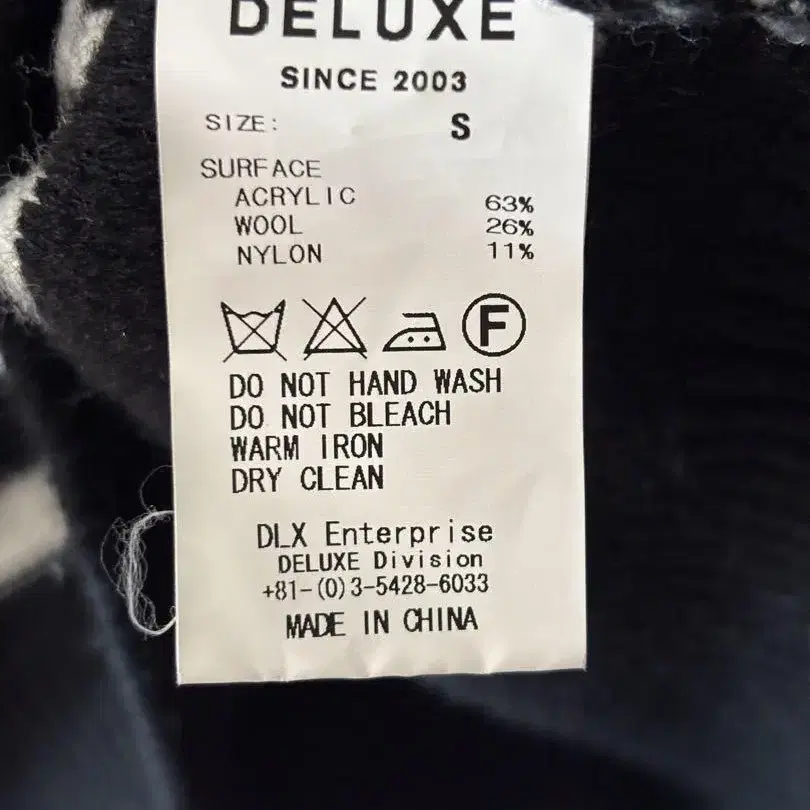 DELUXE
SINCE 2003
SIZE: S
SURFACE
ACRYLIC 63%
WOOL 26%
NYLON 11%
F
DO NOT HAND WASH
DO NOT BLEACH
WARM IRON
DRY CLEAN
DLX Enterprise
DELUXE Division
+81-(0)3-5428-6033
MADE IN CHINA